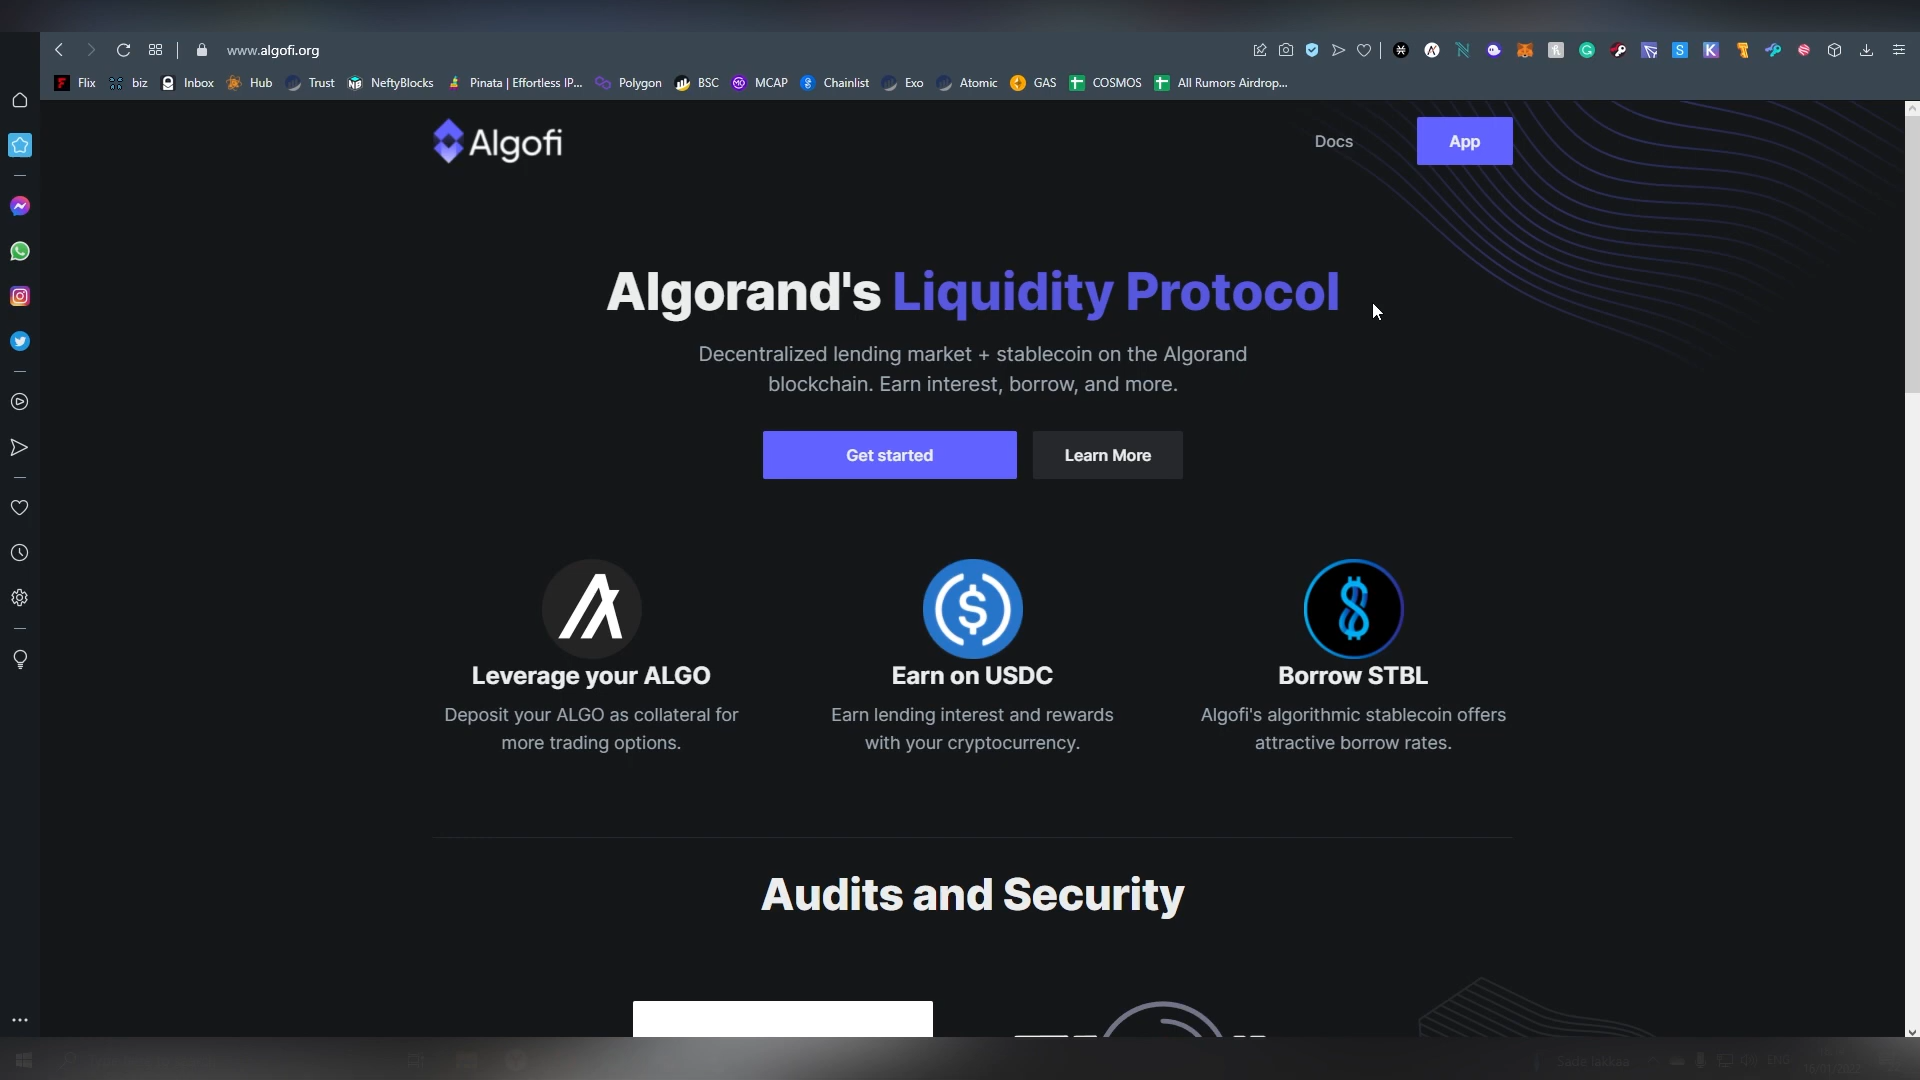 www.algofi.org
Flix biz Inbox Hub Trust NeftyBlocks Pinata | Effortless IP... Polygon BSC MCAP Chainlist Exo Atomic GAS COSMOS All Rumors Airdrop...
Algofi
Docs
App
Algorand's Liquidity Protocol
Decentralized lending market + stablecoin on the Algorand
blockchain. Earn interest, borrow, and more.
Get started
Learn More
Leverage your ALGO
Deposit your ALGO as collateral for
more trading options.
Earn on USDC
Earn lending interest and rewards
with your cryptocurrency.
Borrow STBL
Algofi's algorithmic stablecoin offers
attractive borrow rates.
Audits and Security